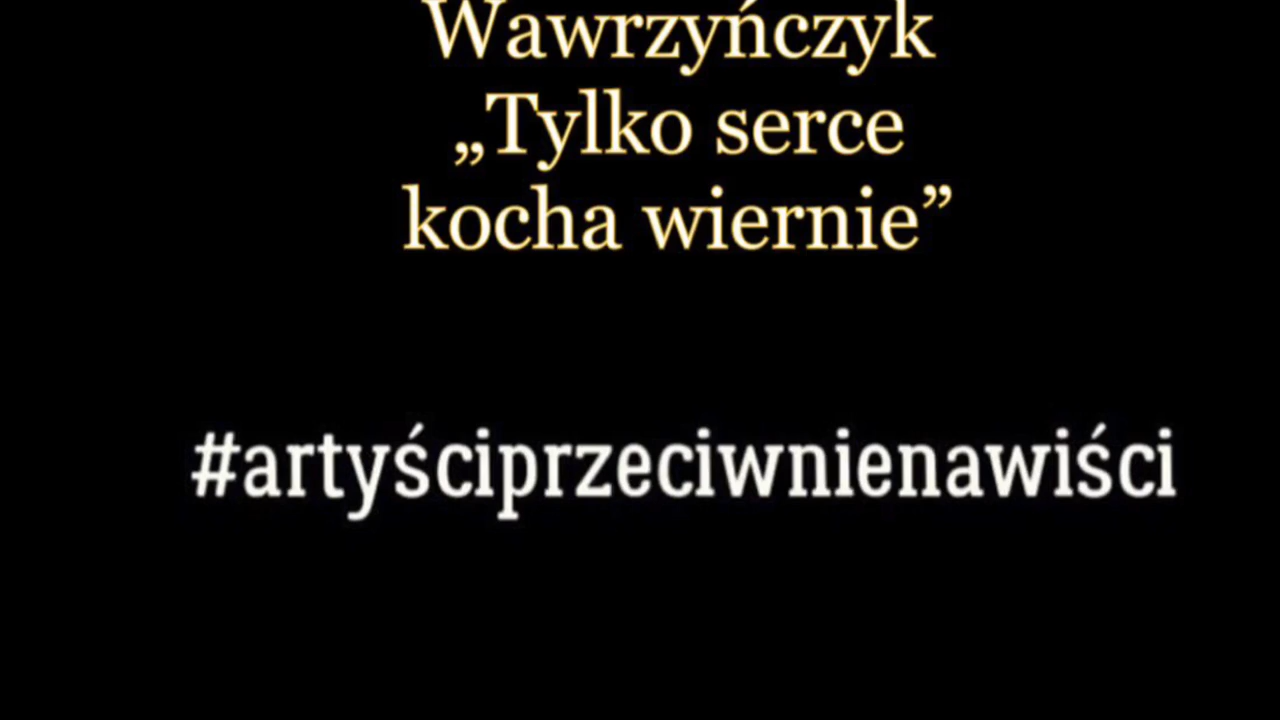 Wawrzyńczyk
„Tylko serce
kocha wiernie”
#artyściprzeciwnienawiści